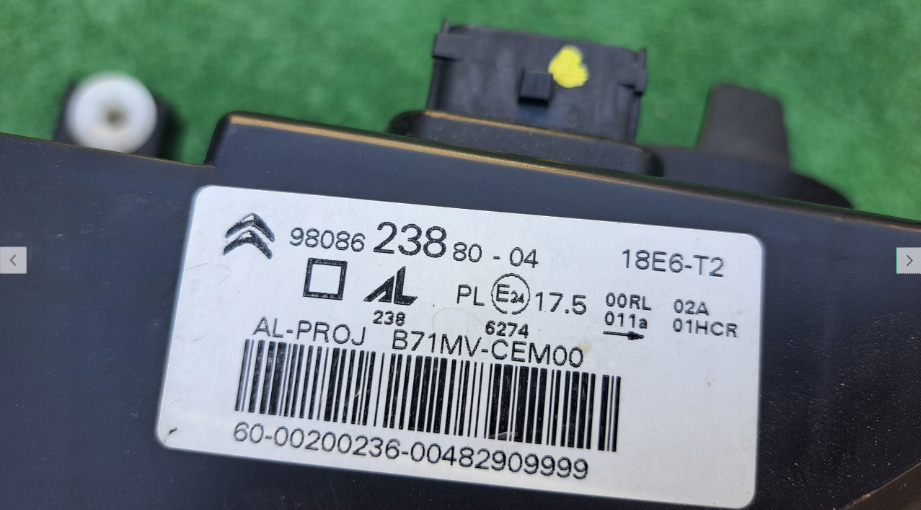 98086 238 80 - 04 18E6-T2
AL PL E24 17.5 00RL 02A
238 6274 011a 01HCR
AL-PROJ B71MV-CEM00
60-00200236-00482909999